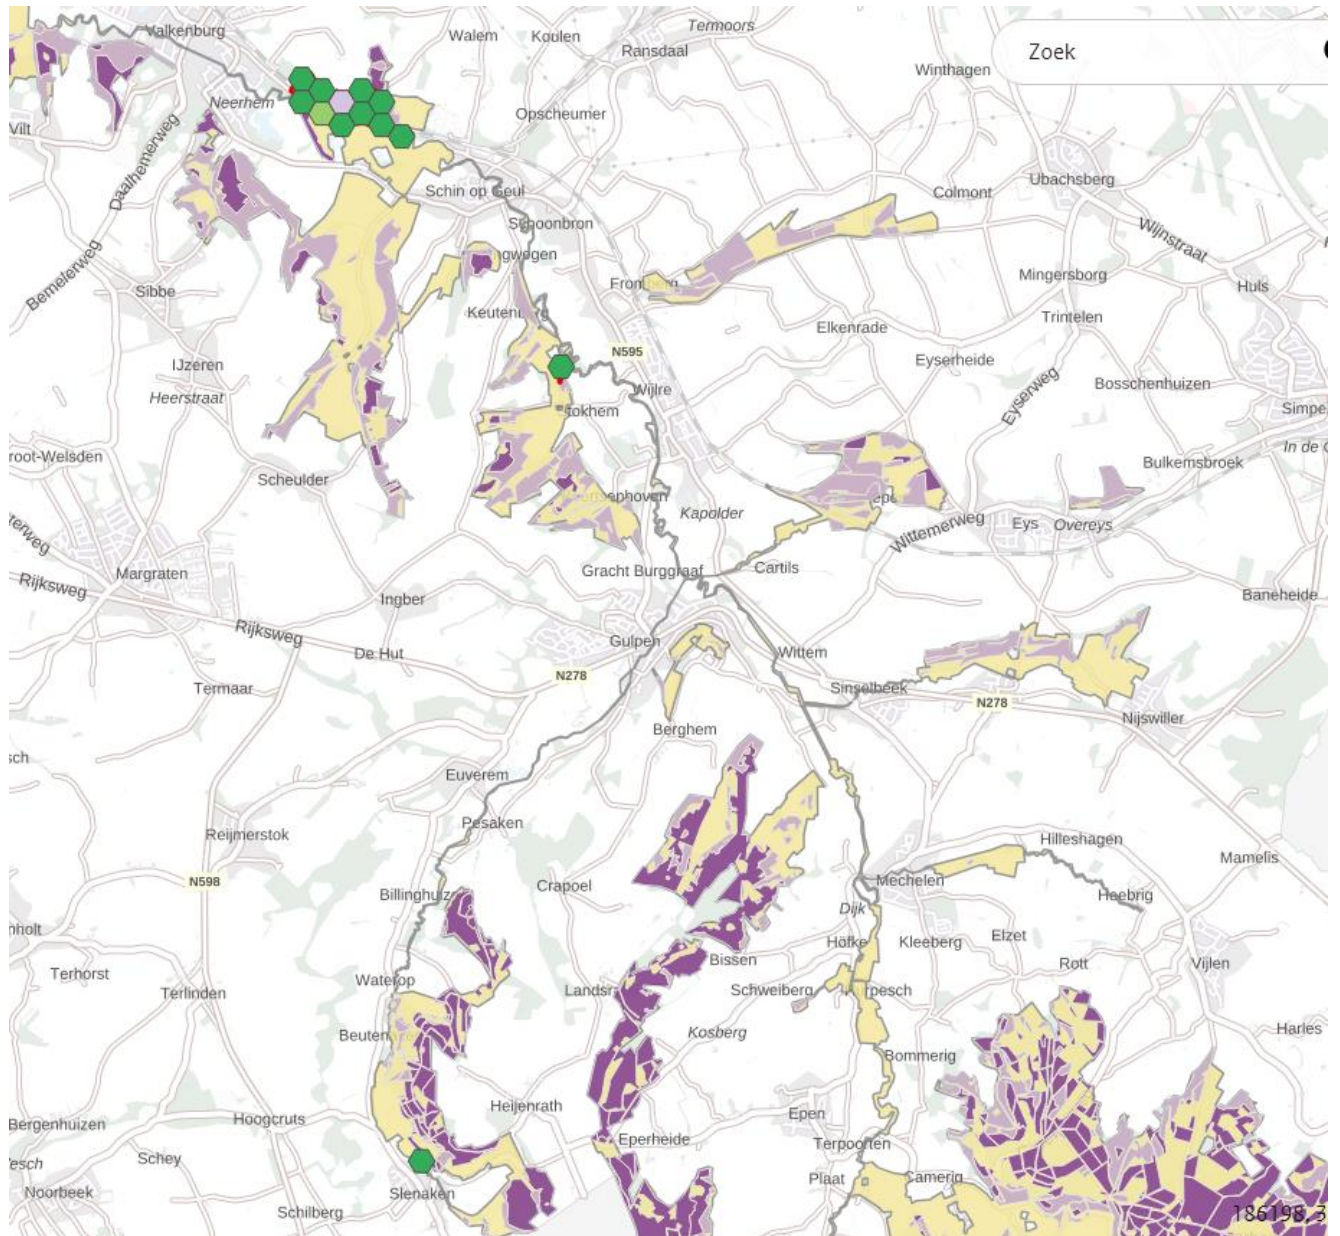 Valkenburg
Walem
Koulen
Termoors
Ransdaal
Zoek
Winthagen
Neerhem
Opscheumer
Vilt
Daalhemerweg
Schin op Geul
Colmont
Ubachsberg
Schoonbron
Wijnstraat
Bemelerweg
Sibbe
Mingersborg
Huls
Trintelen
Elkenrade
N595
IJzeren
Eyserheide
Heerstraat
Wijlre
Eyserweg
Bosschenhuizen
Simpe
In de
Scheulder
Bulkemsbroek
Kapolder
Wittemerweg
Eys
Overeys
Margraten
Gracht Burggraaf
Cartils
Rijksweg
Ingber
Baneheide
Rijksweg
Gulpen
De Hut
Wittem
N278
Termaar
Sinselbeek
N278
Nijswiller
Berghem
Euverem
Pesaken
Reijmerstok
Hilleshagen
Mamelis
N598
Crapoel
Mechelen
Heebrig
Dijk
Kleeberg
Elzet
Bissen
Rott
Vijlen
Terhorst
Waterop
Terlinden
Schweiberg
Kosberg
Harles
Bommerig
Heijenrath
Epen
Hoogcruts
Bergenhuizen
Eperheide
Terpoorten
Schey
Plaat
Camerig
Noorbeek
Slenaken
Schilberg
186198, 3